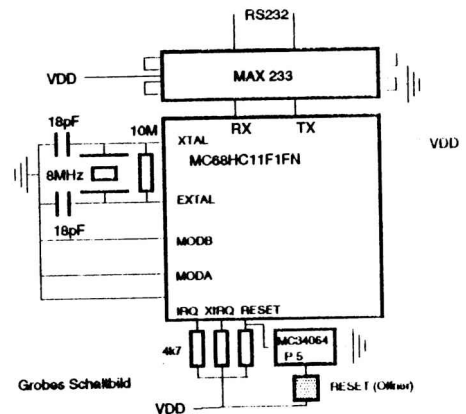 RS232
MAX 233
VDD
18pF
10M
RX TX
XTAL
MC68HC11F1FN
VDD
8MHz
EXTAL
18pF
MODB
MODA
IRQ XIRQ RESET
4k7
MC34064
P 5
Grobes Schaltbild
RESET (Offner)
VDD